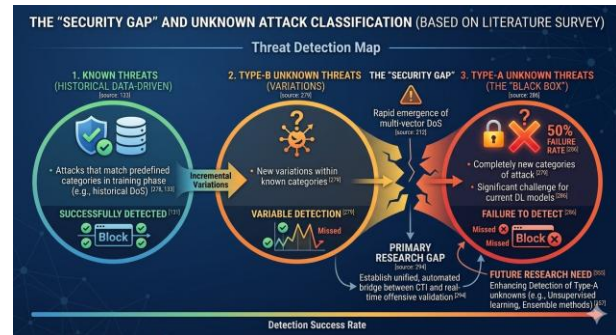 THE "SECURITY GAP" AND UNKNOWN ATTACK CLASSIFICATION (BASED ON LITERATURE SURVEY)
Threat Detection Map
1. KNOWN THREATS
(HISTORICAL DATA-DRIVEN)
[source: 133]
• Attacks that match predefined
categories in training phase
(e.g., historical DoS) [278, 133]
SUCCESSFULLY DETECTED [131]
Block
Incremental
Variations
2. TYPE-B UNKNOWN THREATS
(VARIATIONS)
[source: 279]
?
• New variations within
known categories [279]
VARIABLE DETECTION [279]
Missed
THE "SECURITY GAP"
Rapid emergence of
multi-vector DoS
[source: 212]
PRIMARY
RESEARCH GAP
[source: 294]
Establish unified, automated
bridge between CTI and real-
time offensive validation [294]
3. TYPE-A UNKNOWN THREATS
(THE "BLACK BOX")
[source: 286]
?
50%
FAILURE
RATE [286]
• Completely new categories
of attack [279]
• Significant challenge for
current DL models [286]
FAILURE TO DETECT [286]
Missed
Missed
Block
FUTURE RESEARCH NEED
Enhancing Detection of Type-A
unknowns (e.g., Unsupervised
learning, Ensemble methods)
Detection Success Rate